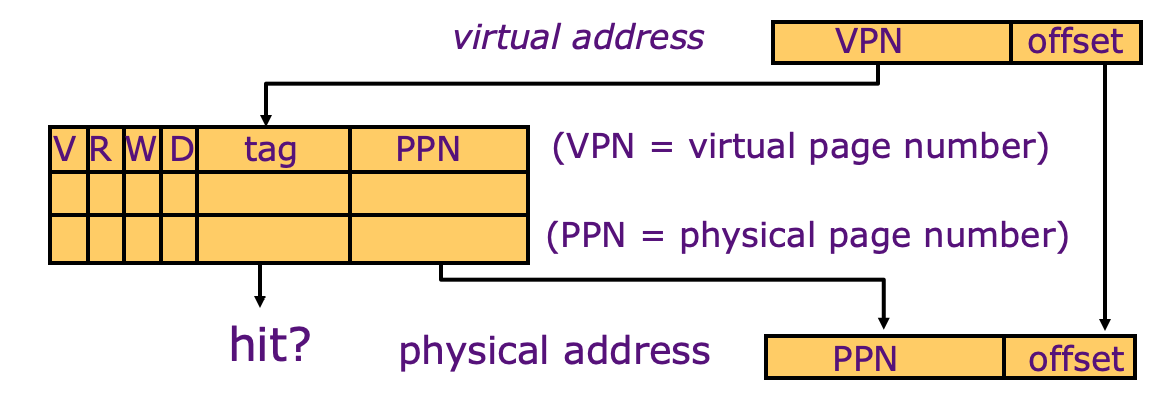 virtual address
VPN offset
V R W D tag PPN
(VPN = virtual page number)
(PPN = physical page number)
hit?
physical address
PPN offset